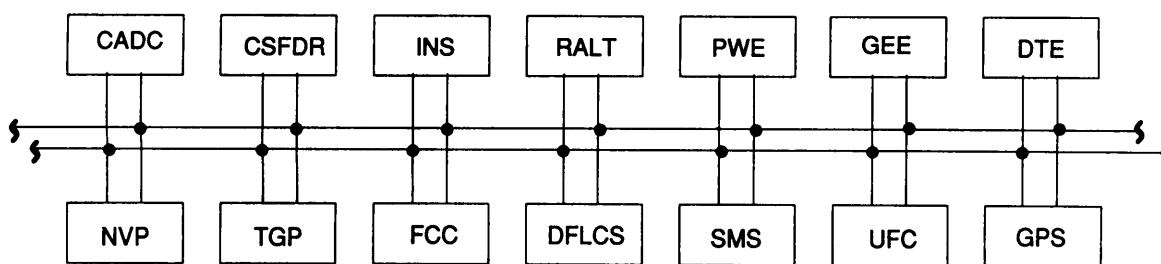 CADC CSFDR INS RALT PWE GEE DTE
NVP TGP FCC DFLCS SMS UFC GPS